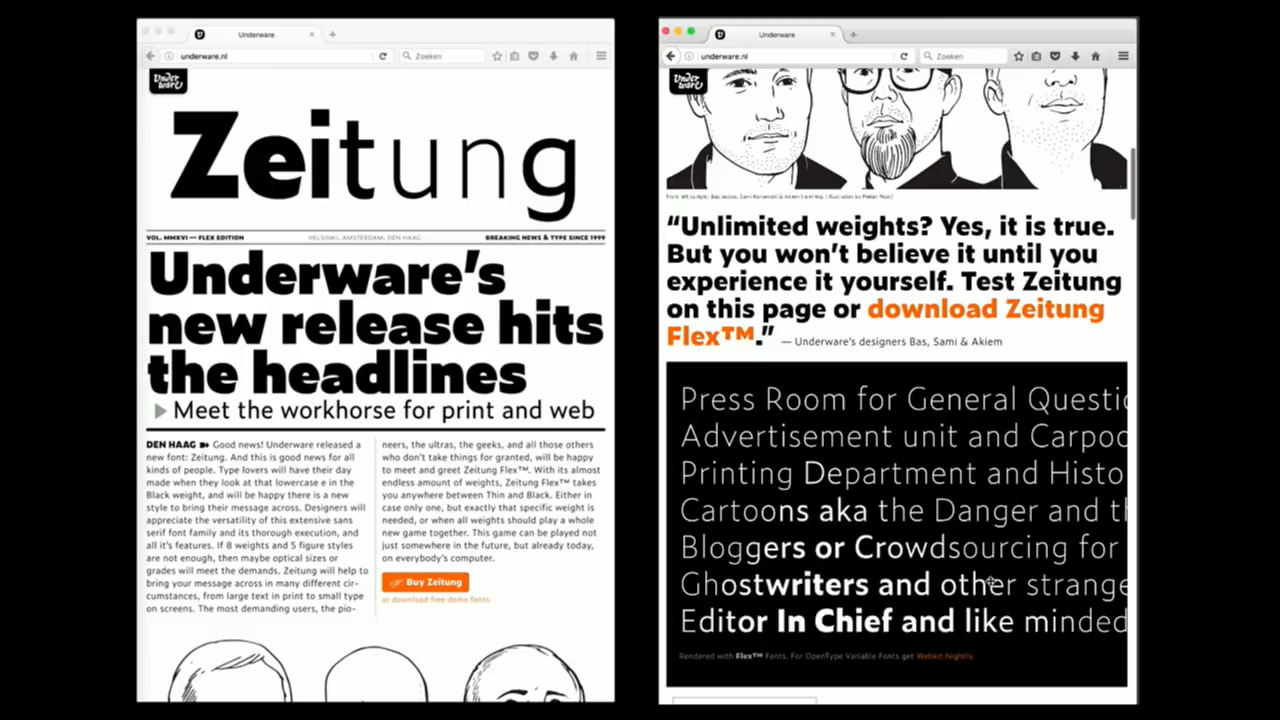 Underware
underware.nl
Zoeken
Under
ware
Zeitung
VOL. MMXVI — FLEX EDITION
HELSINKI, AMSTERDAM, DEN HAAG.
BREAKING NEWS & TYPE SINCE 1999
Underware's
new release hits
the headlines
Meet the workhorse for print and web
DEN HAAG Good news! Underware released a
new font: Zeitung. And this is good news for all
kinds of people. Type lovers will have their day
made when they look at that lowercase e in the
Black weight, and will be happy there is a new
style to bring their message across. Designers will
appreciate the versatility of this extensive sans
serif font family and its thorough execution, and
all it's features. If 8 weights and 5 figure styles
are not enough, then maybe optical sizes or
grades will meet the demands. Zeitung will help to
bring your message across in many different cir-
cumstances, from large text in print to small type
on screens. The most demanding users, the pio-
neers, the ultras, the geeks, and all those others
who don't take things for granted, will be happy
to meet and greet Zeitung Flex™. With its almost
endless amount of weights, Zeitung Flex™ takes
you anywhere between Thin and Black. Either in
case only one, but exactly that specific weight is
needed, or when all weights should play a whole
new game together. This game can be played not
just somewhere in the future, but already today,
on everybody's computer.
Buy Zeitung
or download free demo fonts
Underware
underware.nl
Zoeken
Under
ware
"Unlimited weights? Yes, it is true.
But you won't believe it until you
experience it yourself. Test Zeitung
on this page or download Zeitung
Flex™."
— Underware's designers Bas, Sami & Akiem
Press Room for General Questio
Advertisement unit and Carpoo
Printing Department and Histo
Cartoons aka the Danger and th
Bloggers or Crowdsourcing for
Ghostwriters and other strange
Editor In Chief and like minded
Rendered with Flex™ Fonts. For OpenType Variable Fonts get Webkit Nightly.